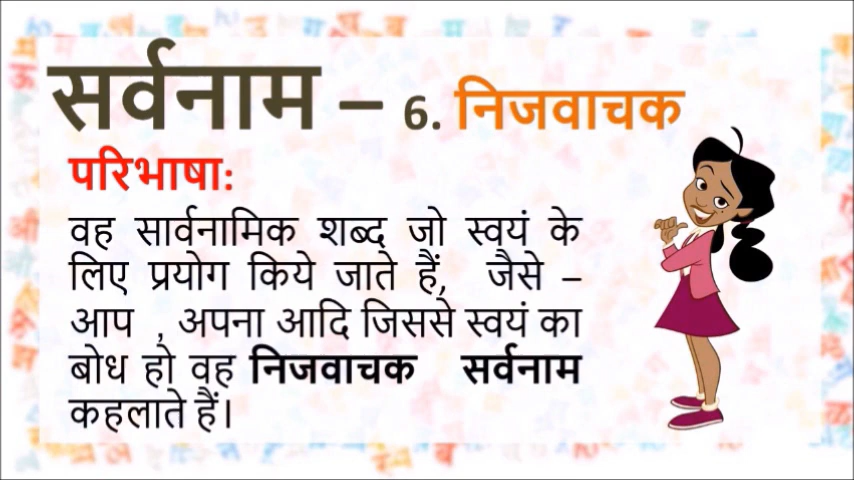 सर्वनाम – 6. निजवाचक
परिभाषा:
वह सार्वनामिक शब्द जो स्वयं के
लिए प्रयोग किये जाते हैं, जैसे –
आप , अपना आदि जिससे स्वयं का
बोध हो वह निजवाचक सर्वनाम
कहलाते हैं।